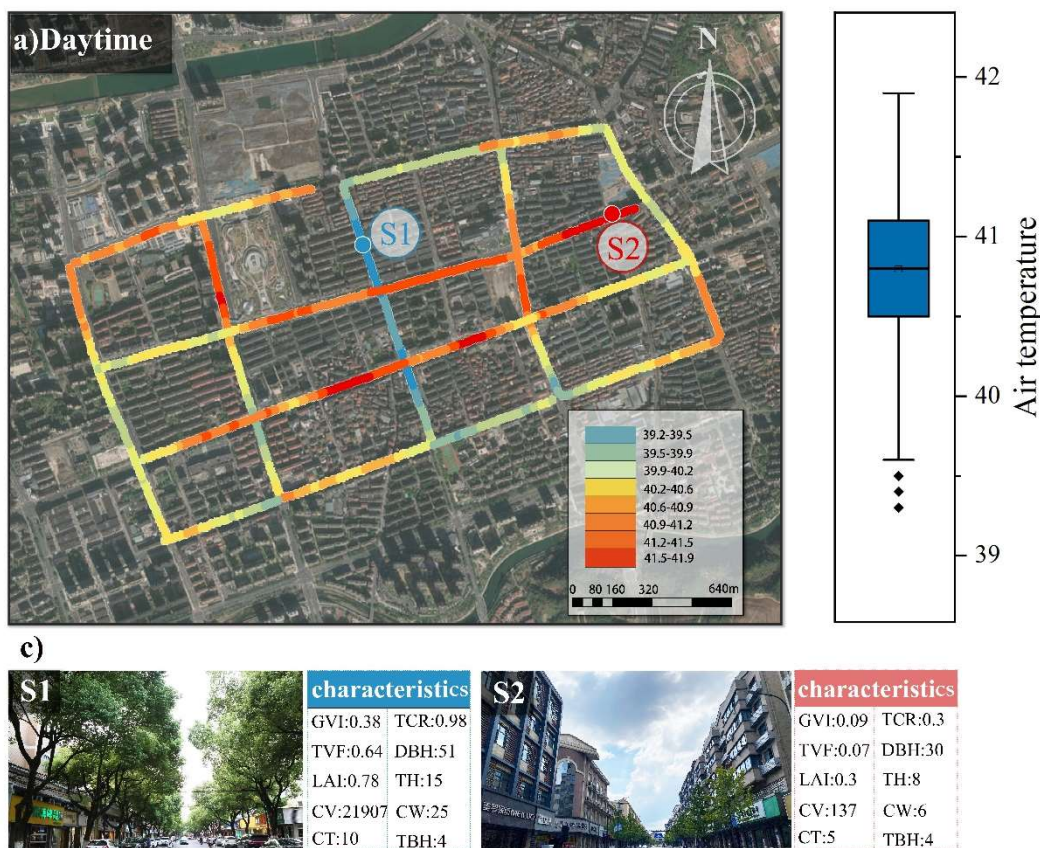 a)Daytime
N
S1
S2
39.2-39.5
39.5-39.9
39.9-40.2
40.2-40.6
40.6-40.9
40.9-41.2
41.2-41.5
41.5-41.9
0 80 160 320 640m
42
41
40
39
Air temperature
c)
S1
characteristics
GVI:0.38 TCR:0.98
TVF:0.64 DBH:51
LAI:0.78 TH:15
CV:21907 CW:25
CT:10 TBH:4
S2
characteristics
GVI:0.09 TCR:0.3
TVF:0.07 DBH:30
LAI:0.3 TH:8
CV:137 CW:6
CT:5 TBH:4